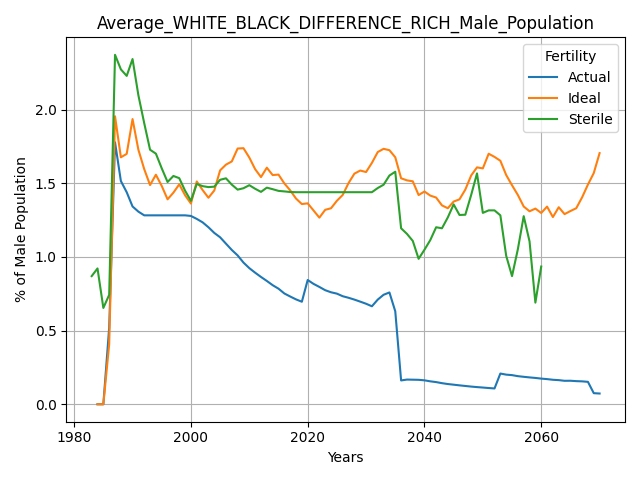 Average_WHITE_BLACK_DIFFERENCE_RICH_Male_Population
Fertility
Actual
Ideal
Sterile
% of Male Population
2.0
1.5
1.0
0.5
0.0
1980
2000
2020
2040
2060
Years